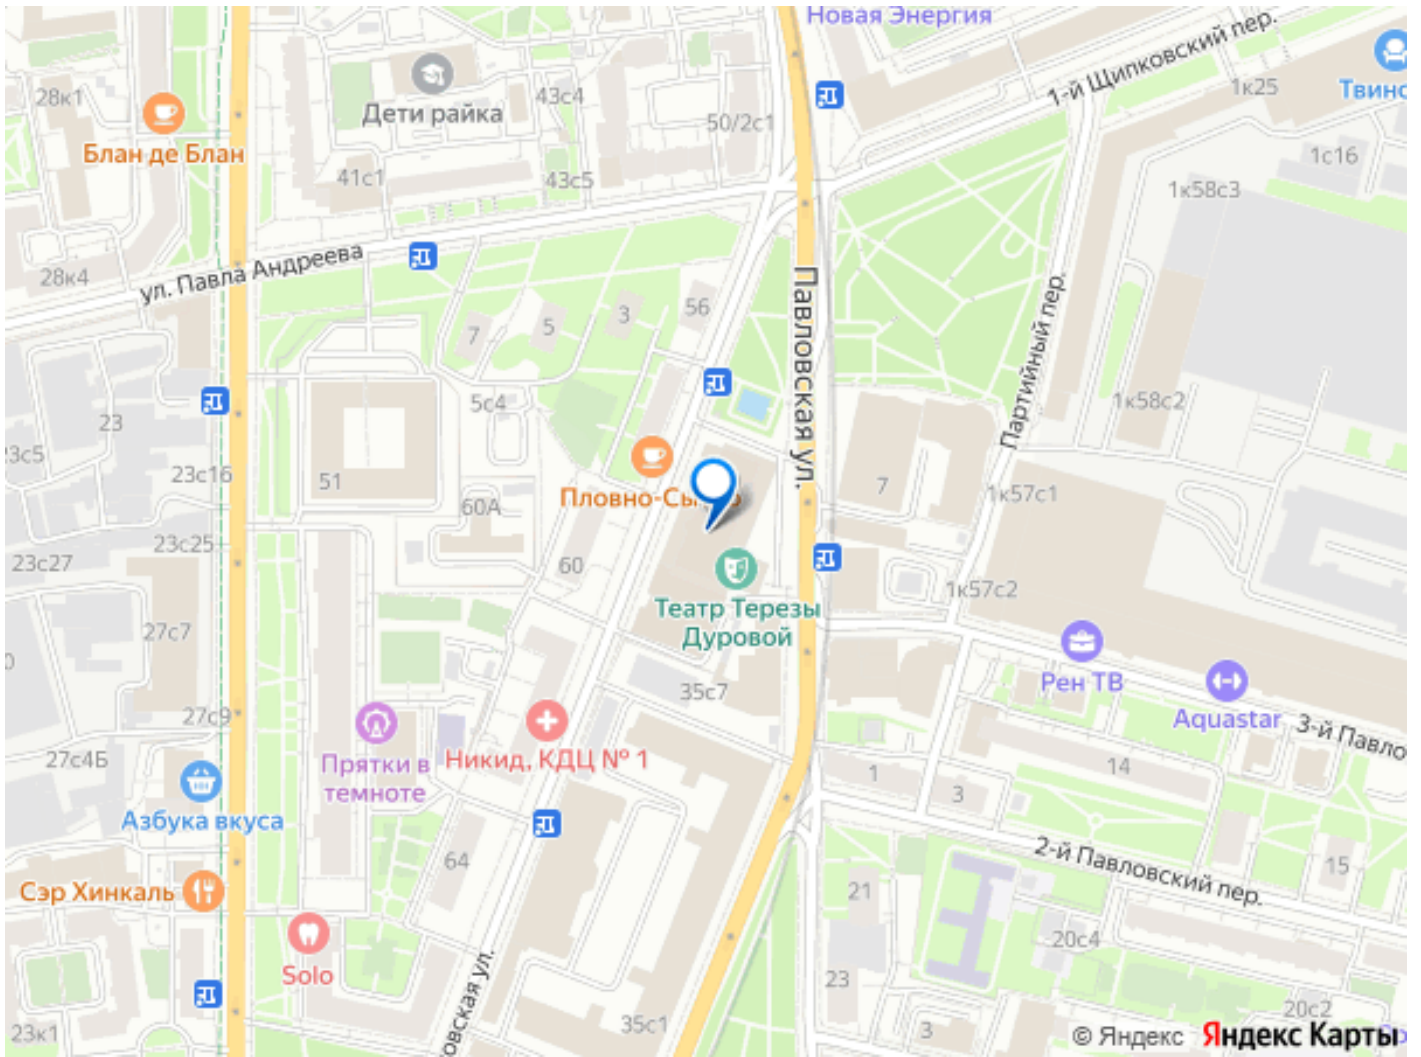 Новая Энергия
1-й Щипковский пер.
28к1
43с4
1к25
Дети райка
50/2с1
Блан де Блан
1с16
41с1
43с5
1к58с3
28к4
ул. Павла Андреева
56
3
5
7
Павловская ул.
Партийный пер.
5с4
1к58с2
23
23с16
51
7
1к57с1
60А
23с25
23с27
60
1к57с2
Театр Терезы
Дуровой
27с7
Рен ТВ
35с7
Aquastar
27с9
3-й Павло
27с4Б
Прятки в
темноте
Никид, КДЦ № 1
1
14
3
Азбука вкуса
64
2-й Павловский пер.
15
Сэр Хинкаль
21
20с4
Solo
23
овская ул.
20с2
35с1
3
23к1
© Яндекс Яндекс Карты